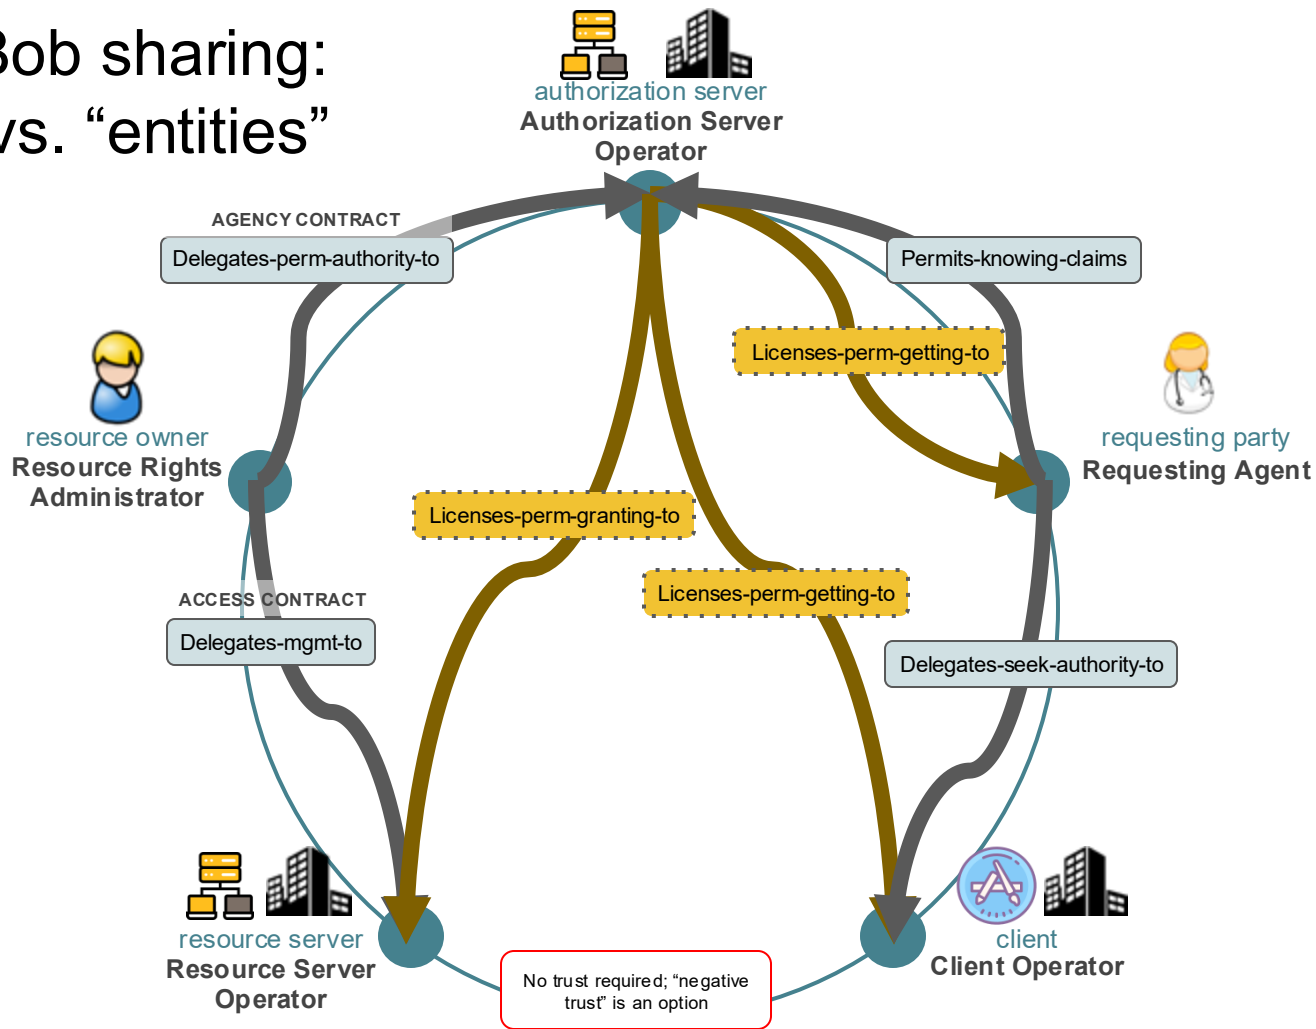 Bob sharing:
vs. “entities”
authorization server
Authorization Server
Operator
AGENCY CONTRACT
Delegates-perm-authority-to
Permits-knowing-claims
Licenses-perm-getting-to
resource owner
Resource Rights
Administrator
requesting party
Requesting Agent
Licenses-perm-granting-to
Licenses-perm-getting-to
ACCESS CONTRACT
Delegates-mgmt-to
Delegates-seek-authority-to
resource server
Resource Server
Operator
client
Client Operator
No trust required; “negative
trust” is an option